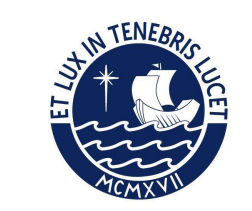 ET LUX IN TENEBRIS LUCET
MCMXVII